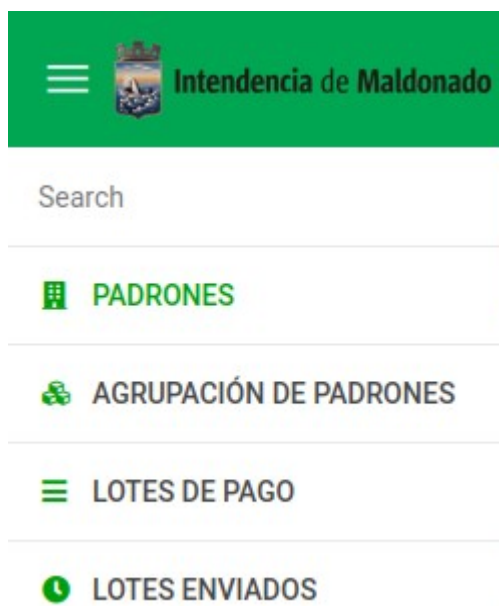 Intendencia de Maldonado
Search
PADRONES
AGRUPACIÓN DE PADRONES
LOTES DE PAGO
LOTES ENVIADOS